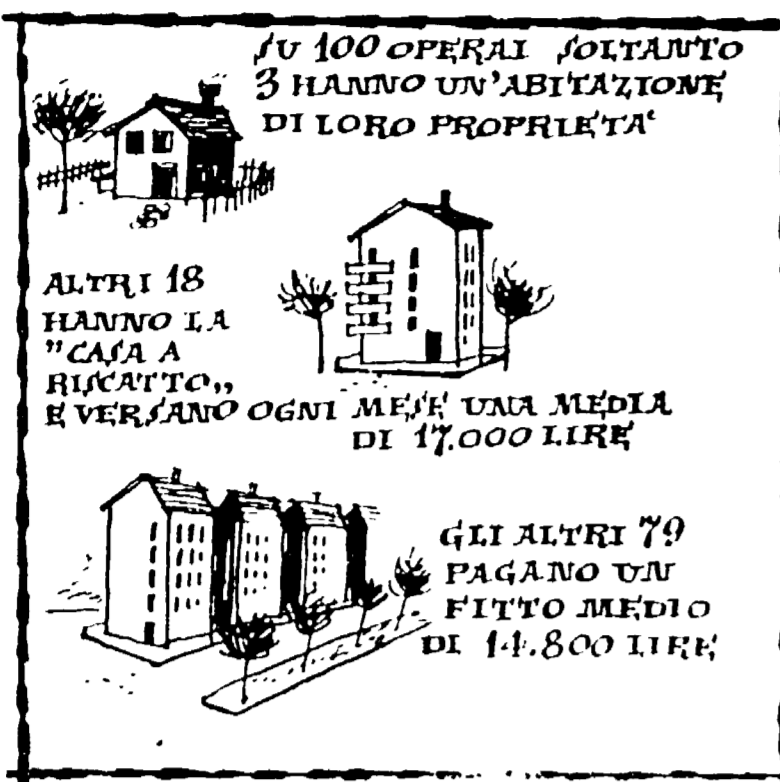 SU 100 OPERAI SOLTANTO
3 HANNO UN'ABITAZIONE
DI LORO PROPRIETA'
ALTRI 18
HANNO LA
"CASA A
RISCATTO„
E VERSANO OGNI MESE UNA MEDIA
DI 17.000 LIRE
GLI ALTRI 79
PAGANO UN
FITTO MEDIO
DI 14.800 LIRE